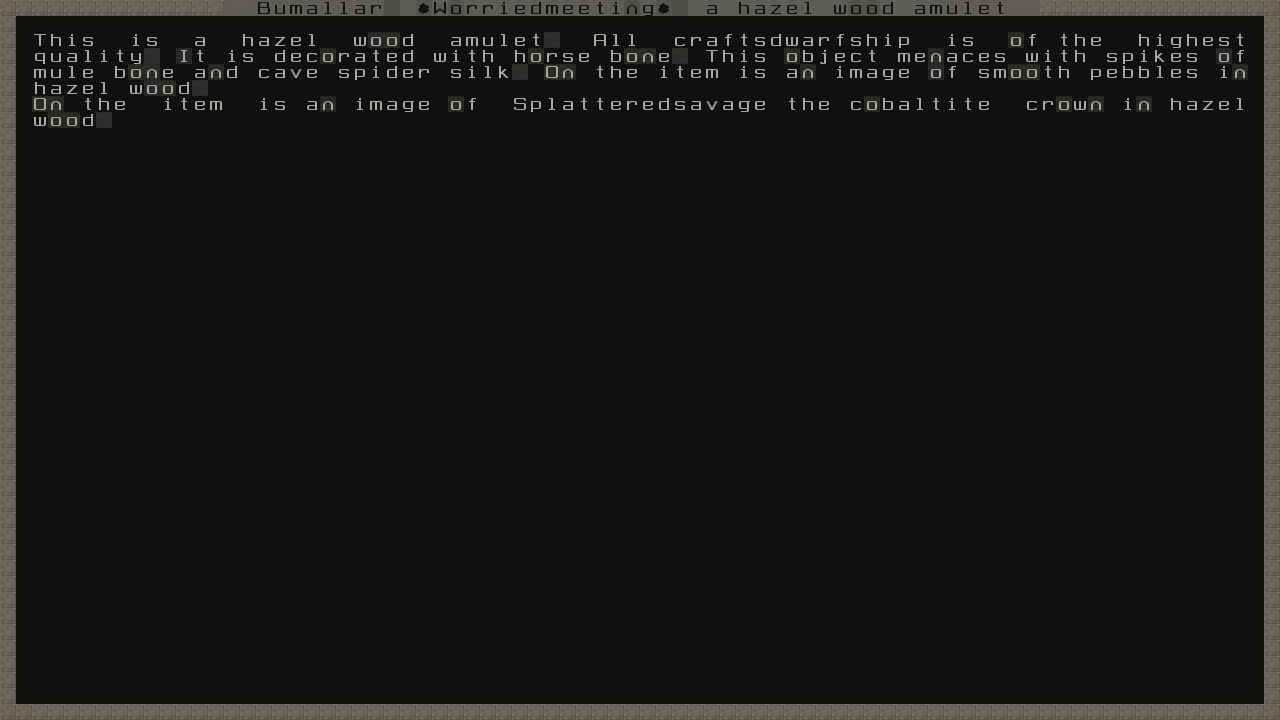 Bumallar  ☼Worriedmeeting☼  a hazel wood amulet
This is a hazel wood amulet  All craftsdwarfship is of the highest
quality  It is decorated with horse bone  This object menaces with spikes of
mule bone and cave spider silk  On the item is an image of smooth pebbles in
hazel wood
On the item is an image of Splatteredsavage the cobaltite crown in hazel
wood